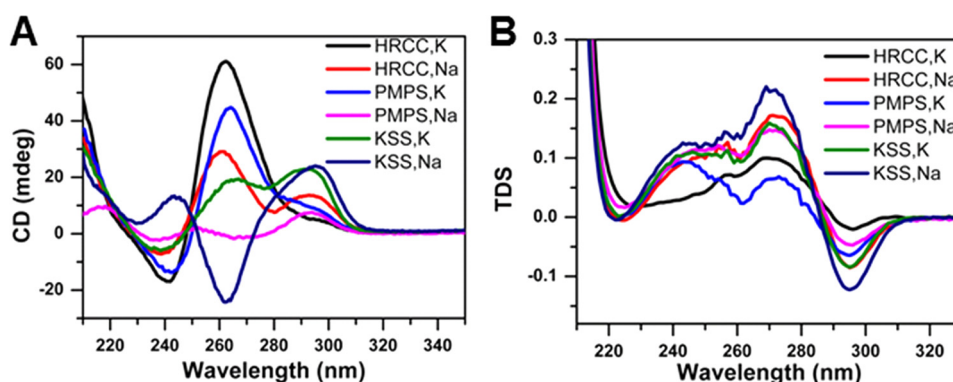 A
CD (mdeg)
60
40
20
0
-20
220 240 260 280 300 320 340
Wavelength (nm)
HRCC,K
HRCC,Na
PMPS,K
PMPS,Na
KSS,K
KSS,Na
B
TDS
0.3
0.2
0.1
0.0
-0.1
220 240 260 280 300 320
Wavelength (nm)
HRCC,K
HRCC,Na
PMPS,K
PMPS,Na
KSS,K
KSS,Na